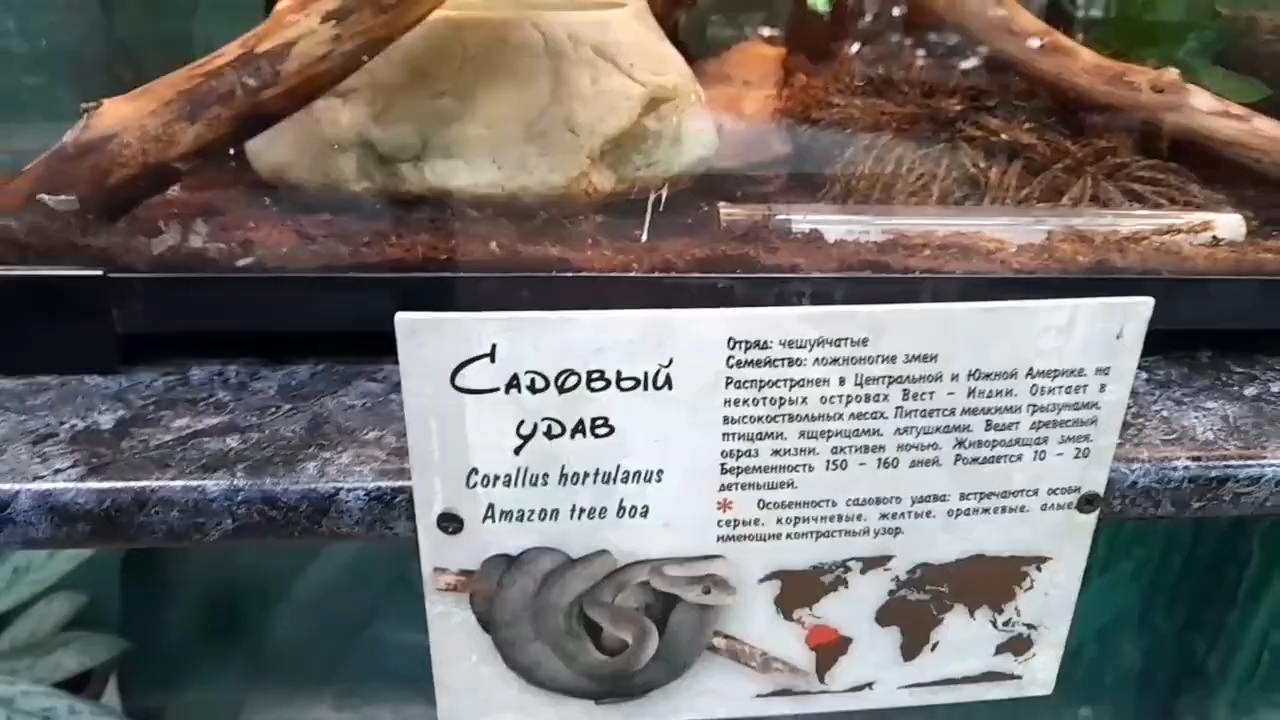 Садовый
удав
Corallus hortulanus
Amazon tree boa
Отряд: чешуйчатые
Семейство: ложноногие змеи
Распространен в Центральной и Южной Америке, на
некоторых островах Вест – Индии. Обитает в
высокоствольных лесах. Питается мелкими грызунами,
птицами, ящерицами, лягушками. Ведет древесный
образ жизни, активен ночью. Живородящая змея.
Беременность 150 – 160 дней. Рождается 10 – 20
детенышей.
* Особенность садового удава: встречаются особи
серые, коричневые, желтые, оранжевые, алые,
имеющие контрастный узор.